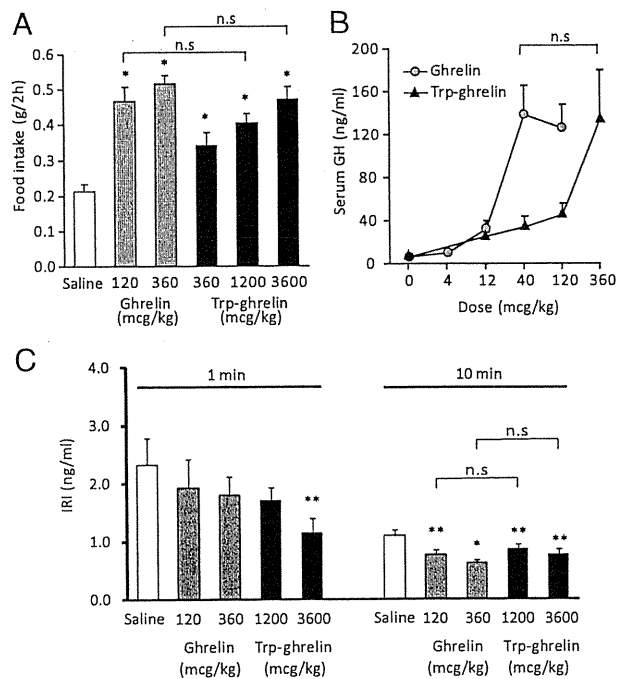 A
n.s
n.s
Food intake (g/2h)
0.6
0.5
0.4
0.3
0.2
0.1
0.0
* * * * *
Saline 120 360 360 1200 3600
Ghrelin Trp-ghrelin
(mcg/kg) (mcg/kg)
B
n.s
Ghrelin
Trp-ghrelin
Serum GH (ng/ml)
200
160
120
80
40
0
0 4 12 40 120 360
Dose (mcg/kg)
C
1 min 10 min
n.s
n.s
IRI (ng/ml)
4.0
3.0
2.0
1.0
0.0
** ** * ** **
Saline 120 360 1200 3600 Saline 120 360 1200 3600
Ghrelin Trp-ghrelin Ghrelin Trp-ghrelin
(mcg/kg) (mcg/kg) (mcg/kg) (mcg/kg)